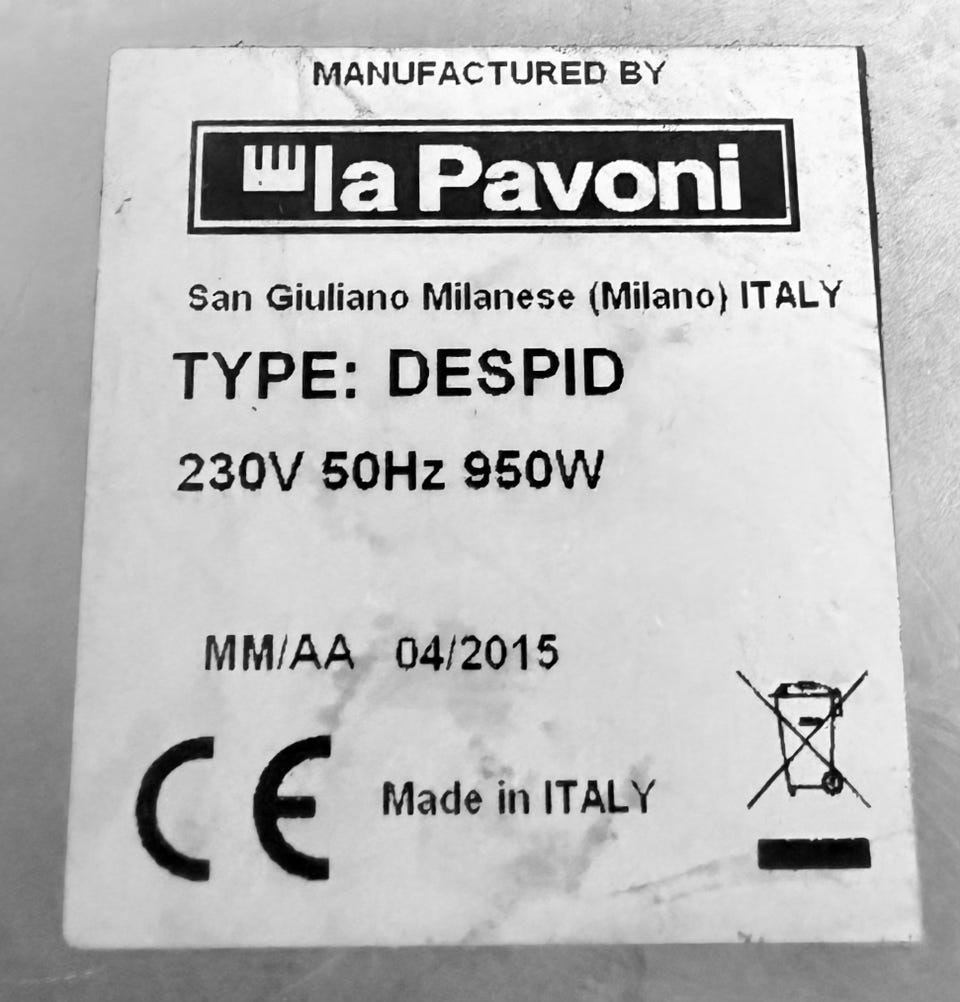 MANUFACTURED BY
la Pavoni
San Giuliano Milanese (Milano) ITALY
TYPE: DESPID
230V 50Hz 950W
MM/AA 04/2015
CE Made in ITALY